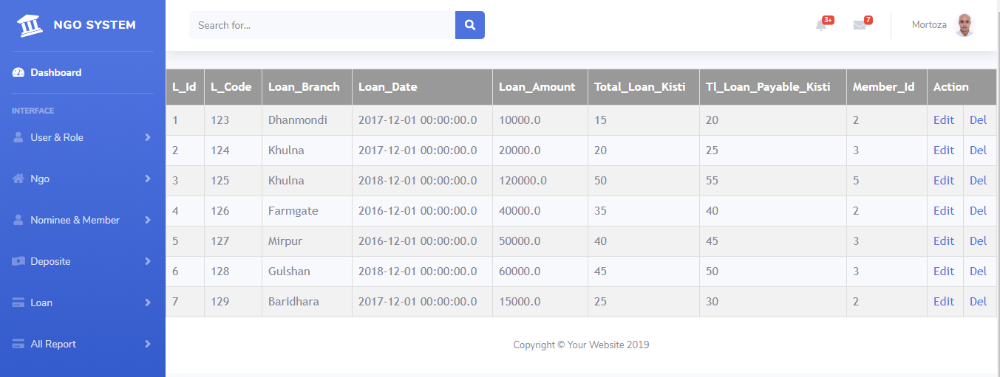 NGO SYSTEM
Search for...
3+ 7 Mortoza
Dashboard
INTERFACE
User & Role
Ngo
Nominee & Member
Deposite
Loan
All Report
L_Id L_Code Loan_Branch Loan_Date Loan_Amount Total_Loan_Kisti Tl_Loan_Payable_Kisti Member_Id Action
1 123 Dhanmondi 2017-12-01 00:00:00.0 10000.0 15 20 2 Edit Del
2 124 Khulna 2017-12-01 00:00:00.0 20000.0 20 25 3 Edit Del
3 125 Khulna 2018-12-01 00:00:00.0 120000.0 50 55 5 Edit Del
4 126 Farmgate 2016-12-01 00:00:00.0 40000.0 35 40 2 Edit Del
5 127 Mirpur 2016-12-01 00:00:00.0 50000.0 40 45 3 Edit Del
6 128 Gulshan 2018-12-01 00:00:00.0 60000.0 45 50 3 Edit Del
7 129 Baridhara 2017-12-01 00:00:00.0 15000.0 25 30 2 Edit Del
Copyright © Your Website 2019